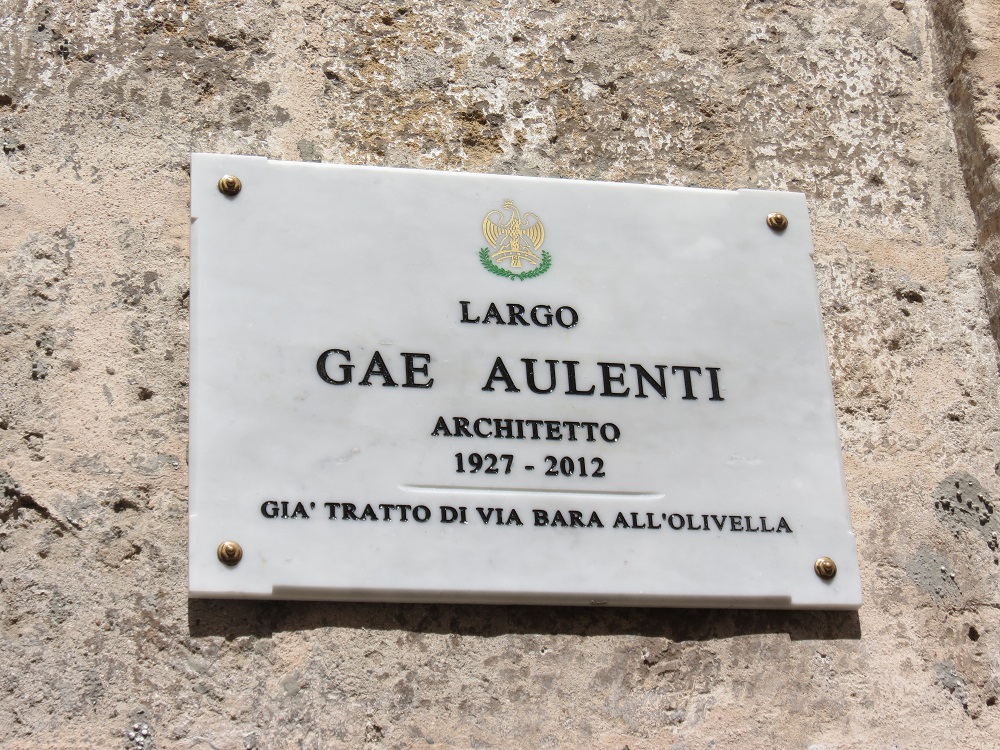 LARGO
GAE AULENTI
ARCHITETTO
1927 - 2012
GIA' TRATTO DI VIA BARA ALL'OLIVELLA